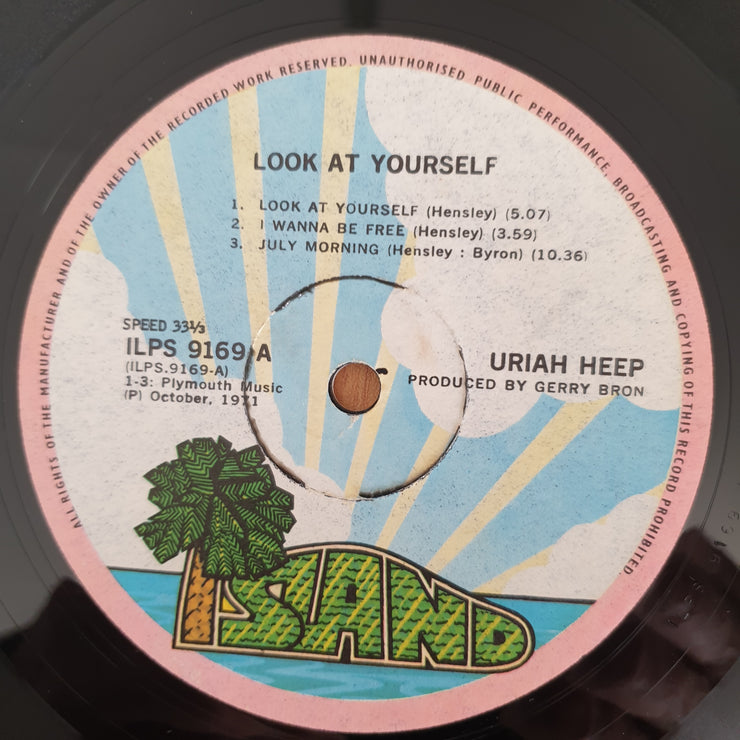 ALL RIGHTS OF THE MANUFACTURER AND OF THE OWNER OF THE RECORDED WORK RESERVED. UNAUTHORISED PUBLIC PERFORMANCE, BROADCASTING AND COPYING OF THIS RECORD PROHIBITED.
LOOK AT YOURSELF
1. LOOK AT YOURSELF (Hensley) (5.07)
2. I WANNA BE FREE (Hensley) (3.59)
3. JULY MORNING (Hensley : Byron) (10.36)
SPEED 33⅓
ILPS 9169 A
(ILPS.9169-A)
1-3: Plymouth Music
(P) October, 1971
URIAH HEEP
PRODUCED BY GERRY BRON
ISLAND